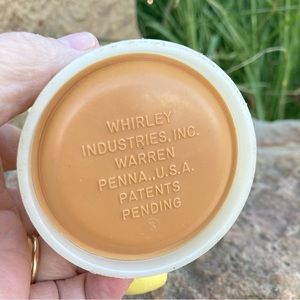 WHIRLEY
INDUSTRIES, INC.
WARREN
PENNA., U.S.A.
PATENTS
PENDING